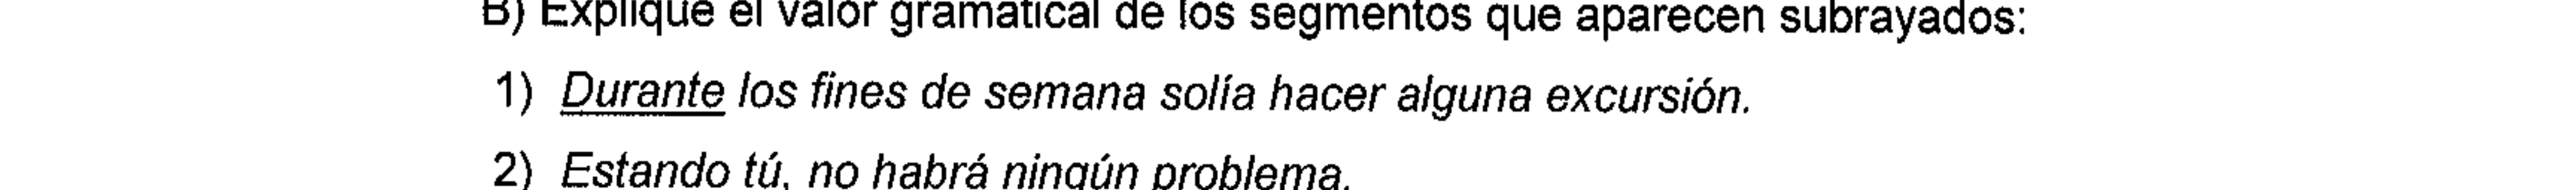 B) Explique el valor gramatical de los segmentos que aparecen subrayados:
1) Durante los fines de semana solía hacer alguna excursión.
2) Estando tú, no habrá ningún problema.